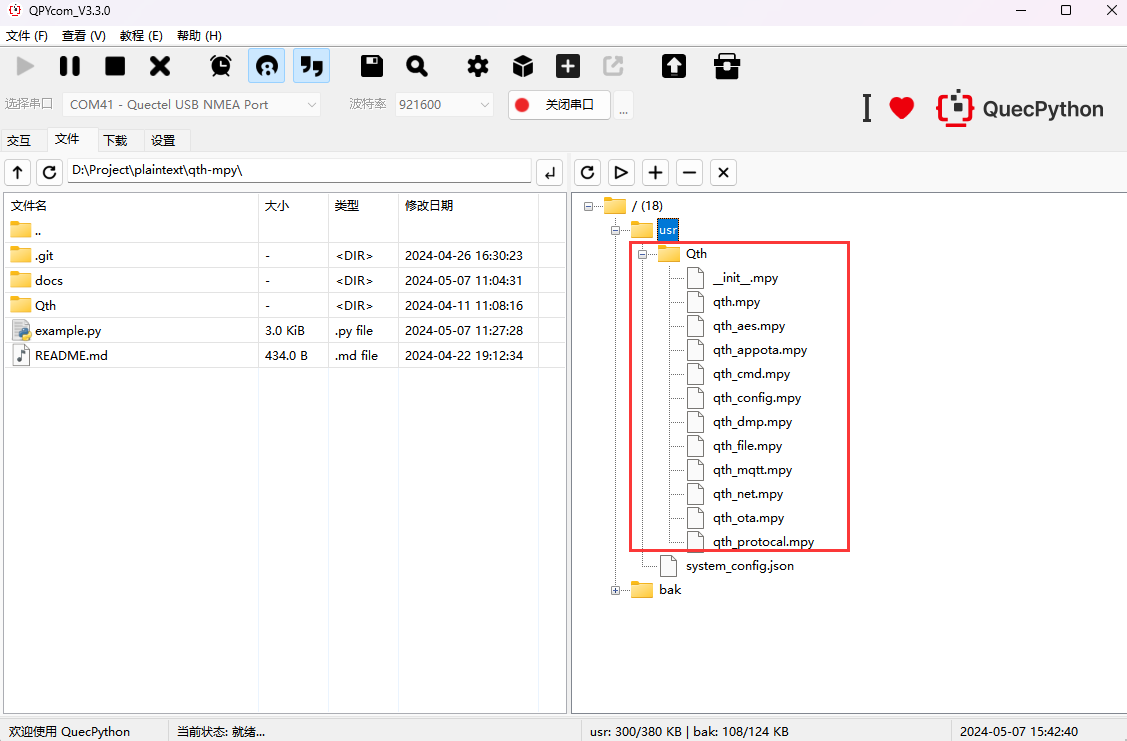 QPYcom_V3.3.0
文件 (F) 查看 (V) 教程 (E) 帮助 (H)
选择串口 COM41 - Quectel USB NMEA Port 波特率 921600 关闭串口 ...
I QuecPython
交互 文件 下载 设置
D:\Project\plaintext\qth-mpy\
文件名 大小 类型 修改日期
..
.git - <DIR> 2024-04-26 16:30:23
docs - <DIR> 2024-05-07 11:04:31
Qth - <DIR> 2024-04-11 11:08:16
example.py 3.0 KiB .py file 2024-05-07 11:27:28
README.md 434.0 B .md file 2024-04-22 19:12:34
/ (18)
usr
Qth
__init__.mpy
qth.mpy
qth_aes.mpy
qth_appota.mpy
qth_cmd.mpy
qth_config.mpy
qth_dmp.mpy
qth_file.mpy
qth_mqtt.mpy
qth_net.mpy
qth_ota.mpy
qth_protocal.mpy
system_config.json
bak
欢迎使用 QuecPython 当前状态: 就绪... usr: 300/380 KB | bak: 108/124 KB 2024-05-07 15:42:40